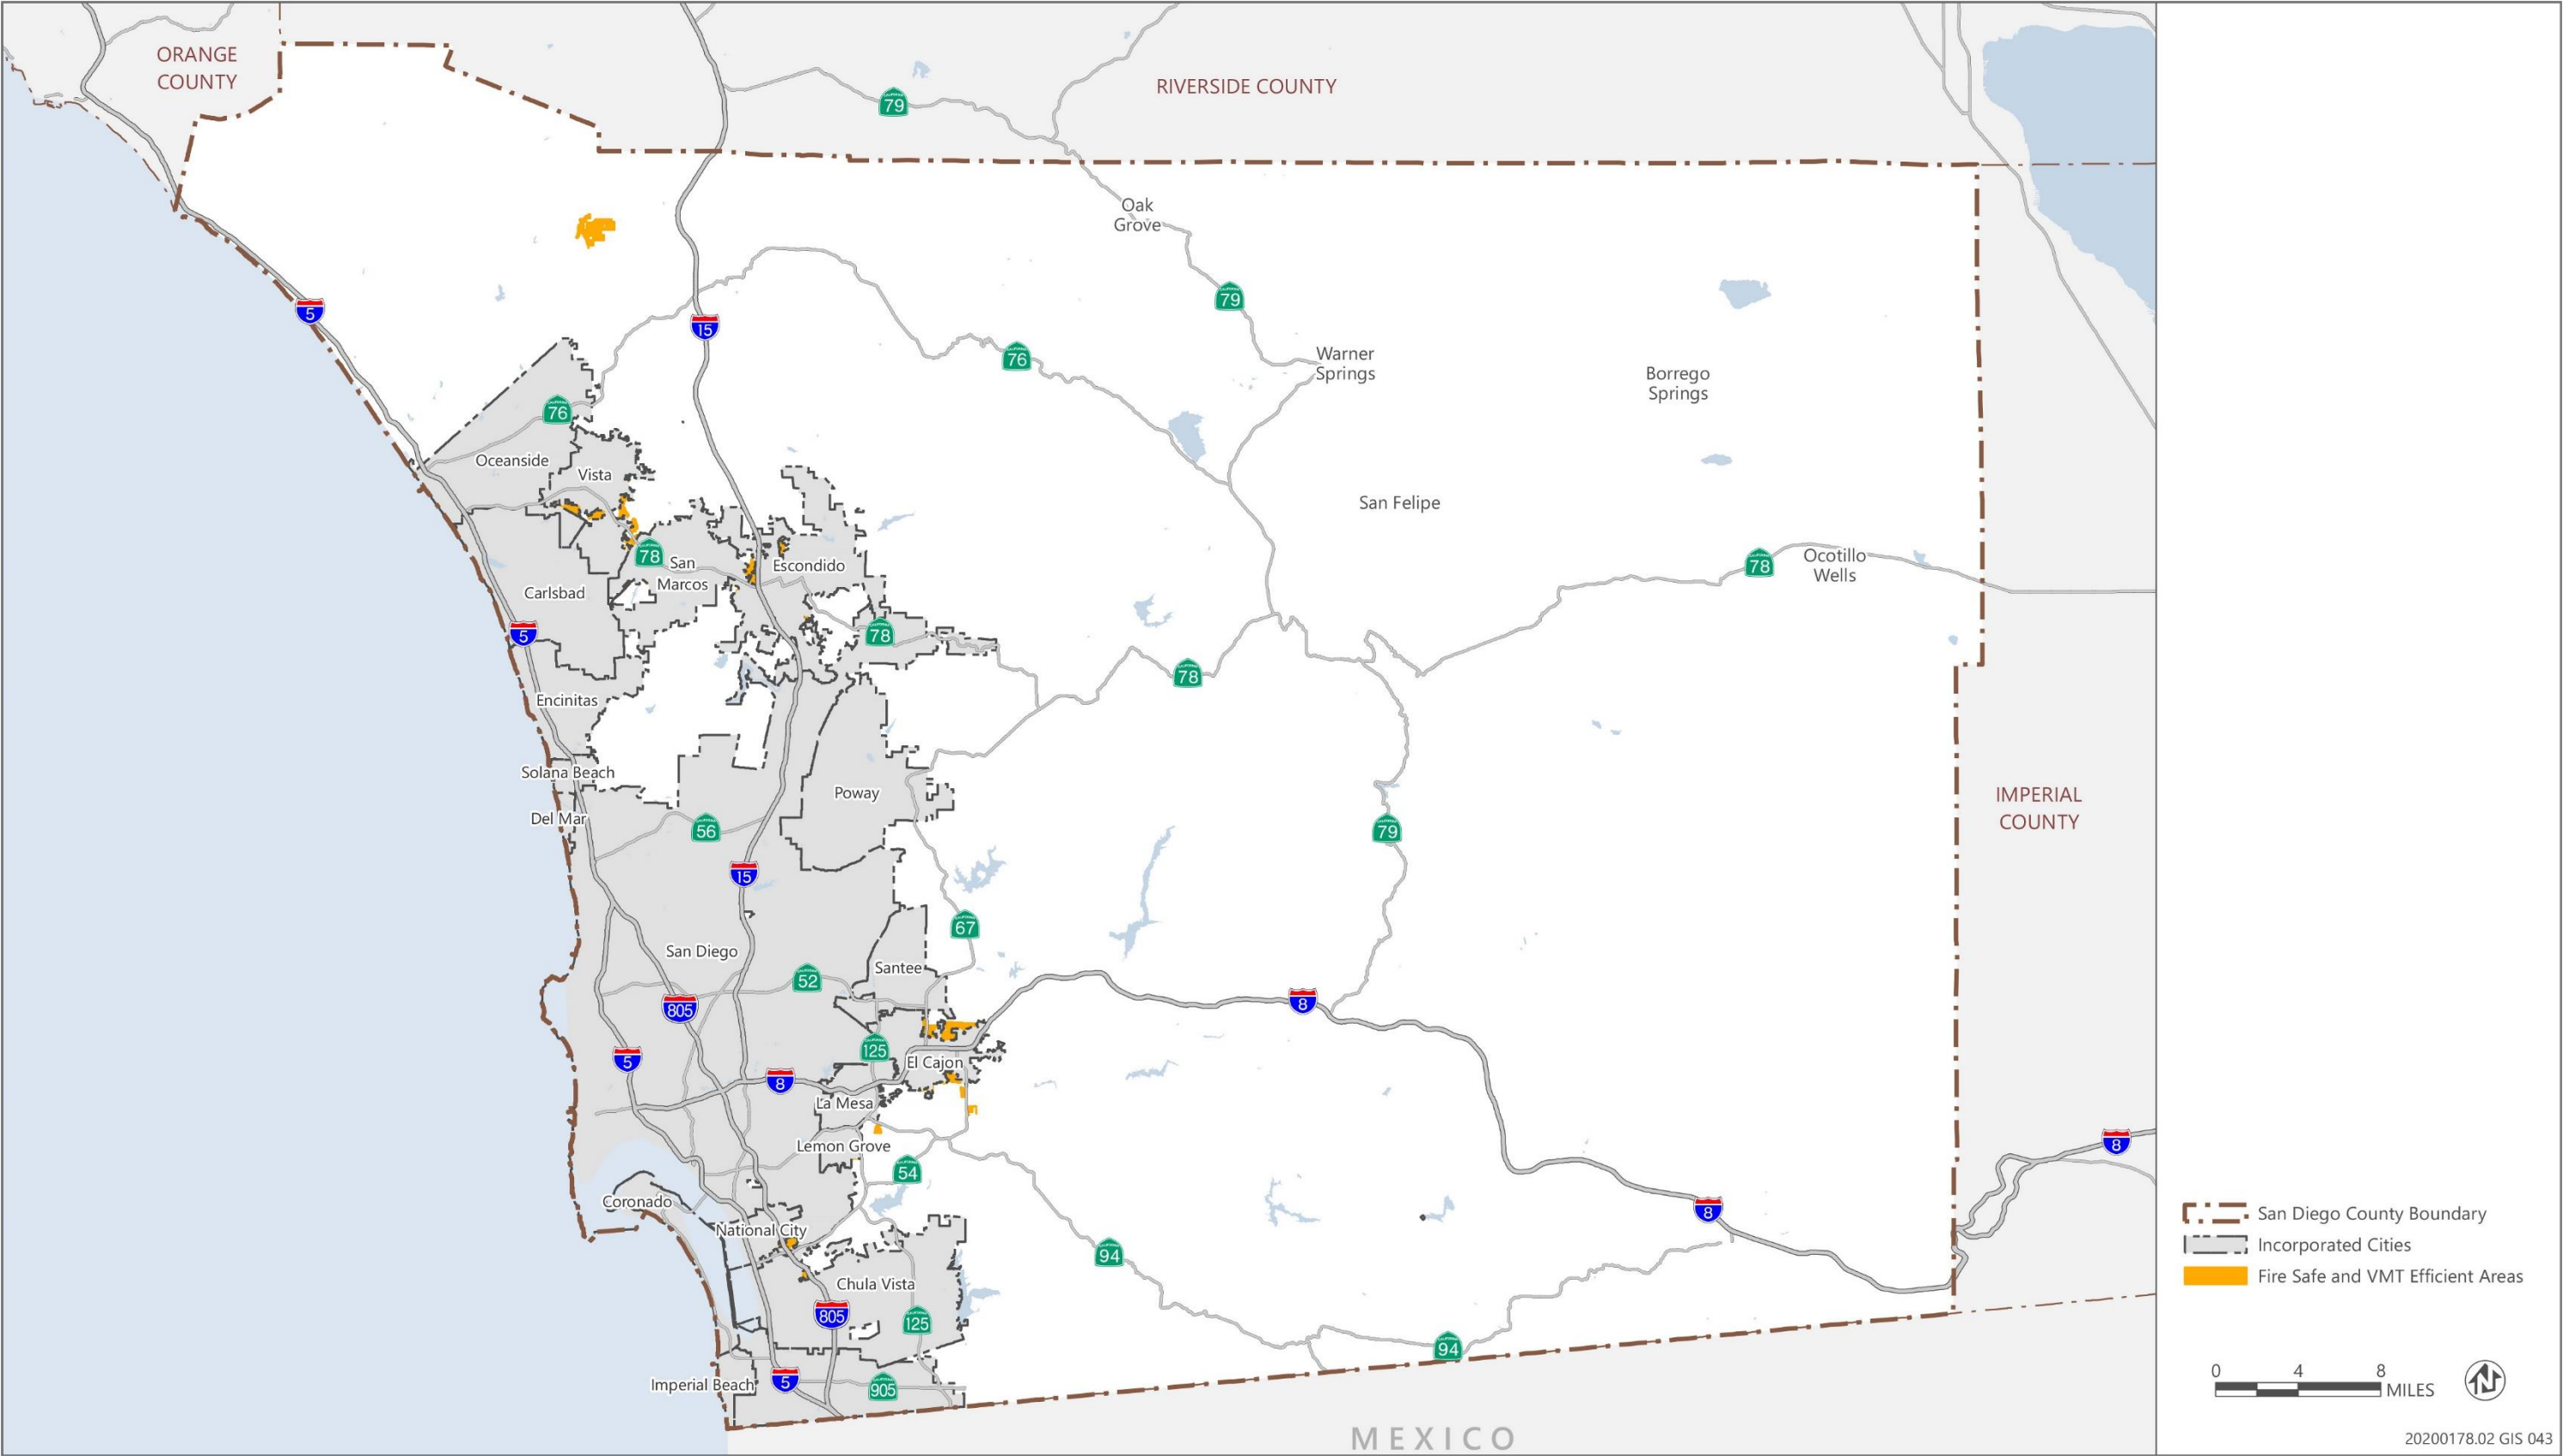 ORANGE
COUNTY
RIVERSIDE COUNTY
79
Oak
Grove
79
5
15
76
Warner
Springs
Borrego
Springs
76
Oceanside
Vista
San Felipe
78
San
Marcos
Escondido
78
Ocotillo
Wells
Carlsbad
5
78
78
Encinitas
Solana Beach
Poway
IMPERIAL
COUNTY
Del Mar
56
79
15
67
San Diego
Santee
52
805
8
125
5
El Cajon
8
La Mesa
Lemon Grove
8
54
Coronado
8
National City
94
Chula Vista
805
125
94
Imperial Beach
5
905
MEXICO
San Diego County Boundary
Incorporated Cities
Fire Safe and VMT Efficient Areas
0 4 8
MILES
N
20200178.02 GIS 043